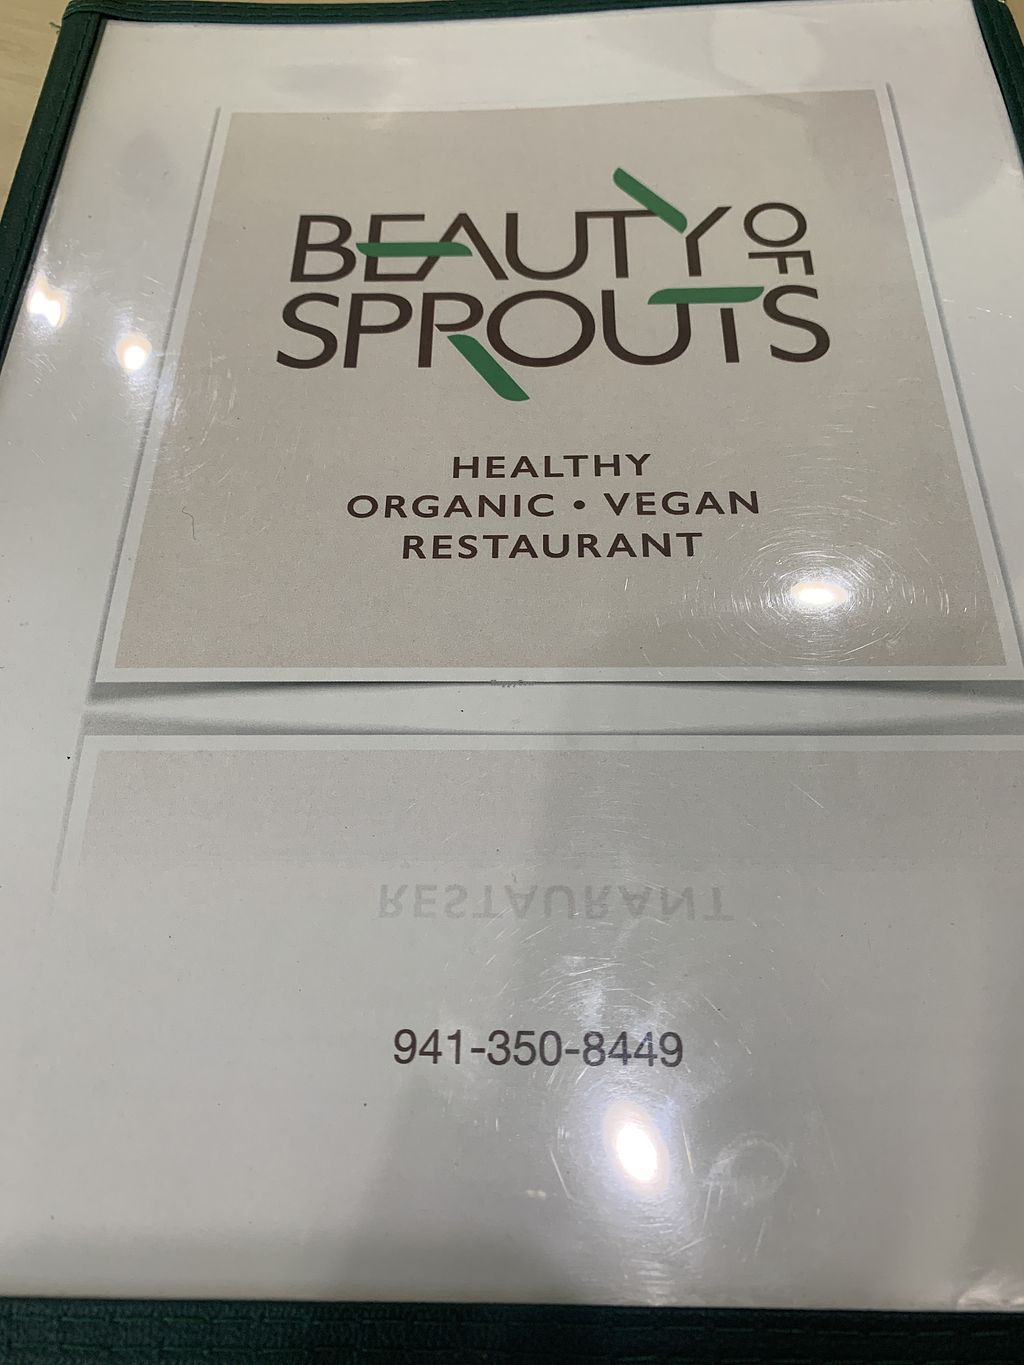 BEAUTY OF
SPROUTS
HEALTHY
ORGANIC • VEGAN
RESTAURANT
RESTAURANT
941-350-8449